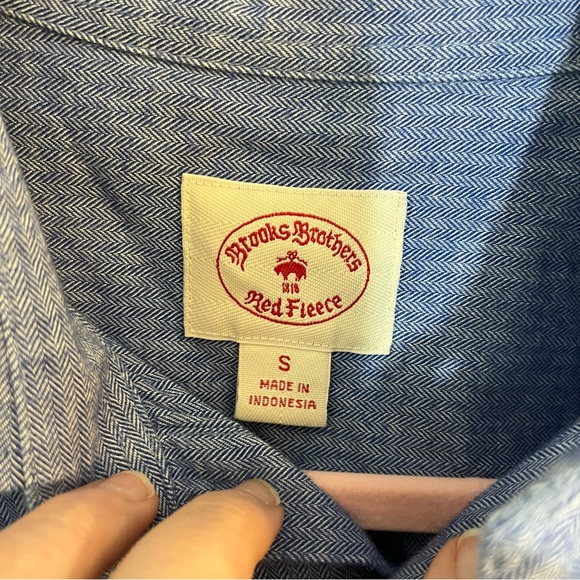 Brooks Brothers
1818
Red Fleece
S
MADE IN
INDONESIA